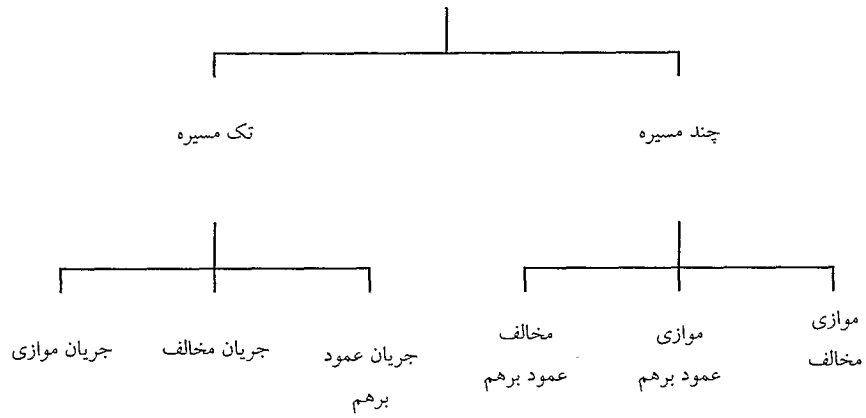 چند مسیره
تک مسیره
موازی
مخالف
موازی
عمود برهم
مخالف
عمود برهم
جریان عمود
برهم
جریان مخالف
جریان موازی